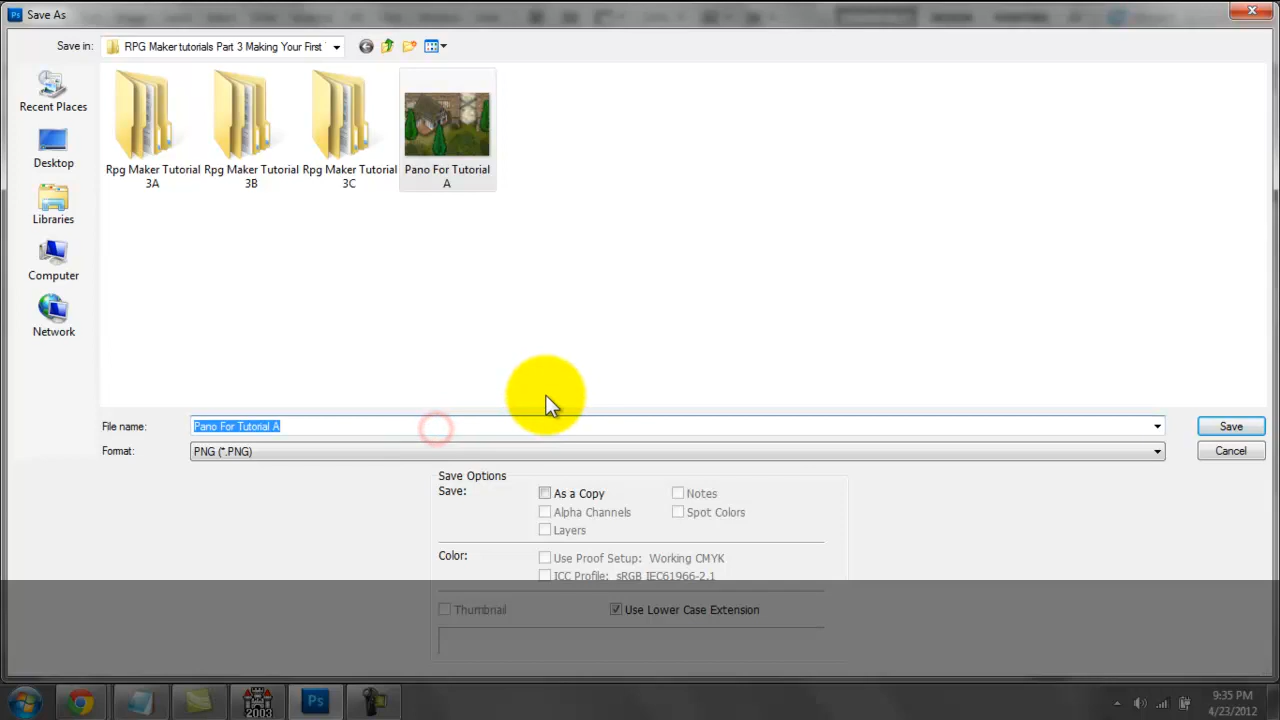 Ps Save As
Save in: RPG Maker tutorials Part 3 Making Your First
Recent Places
Desktop
Libraries
Computer
Network
Rpg Maker Tutorial 3A
Rpg Maker Tutorial 3B
Rpg Maker Tutorial 3C
Pano For Tutorial A
File name: Pano For Tutorial A
Save
Format: PNG (*.PNG)
Cancel
Save Options
Save:
As a Copy
Notes
Alpha Channels
Spot Colors
Layers
Color:
Use Proof Setup: Working CMYK
ICC Profile: sRGB IEC61966-2.1
Thumbnail
Use Lower Case Extension
2003
Ps
9:35 PM
4/23/2012